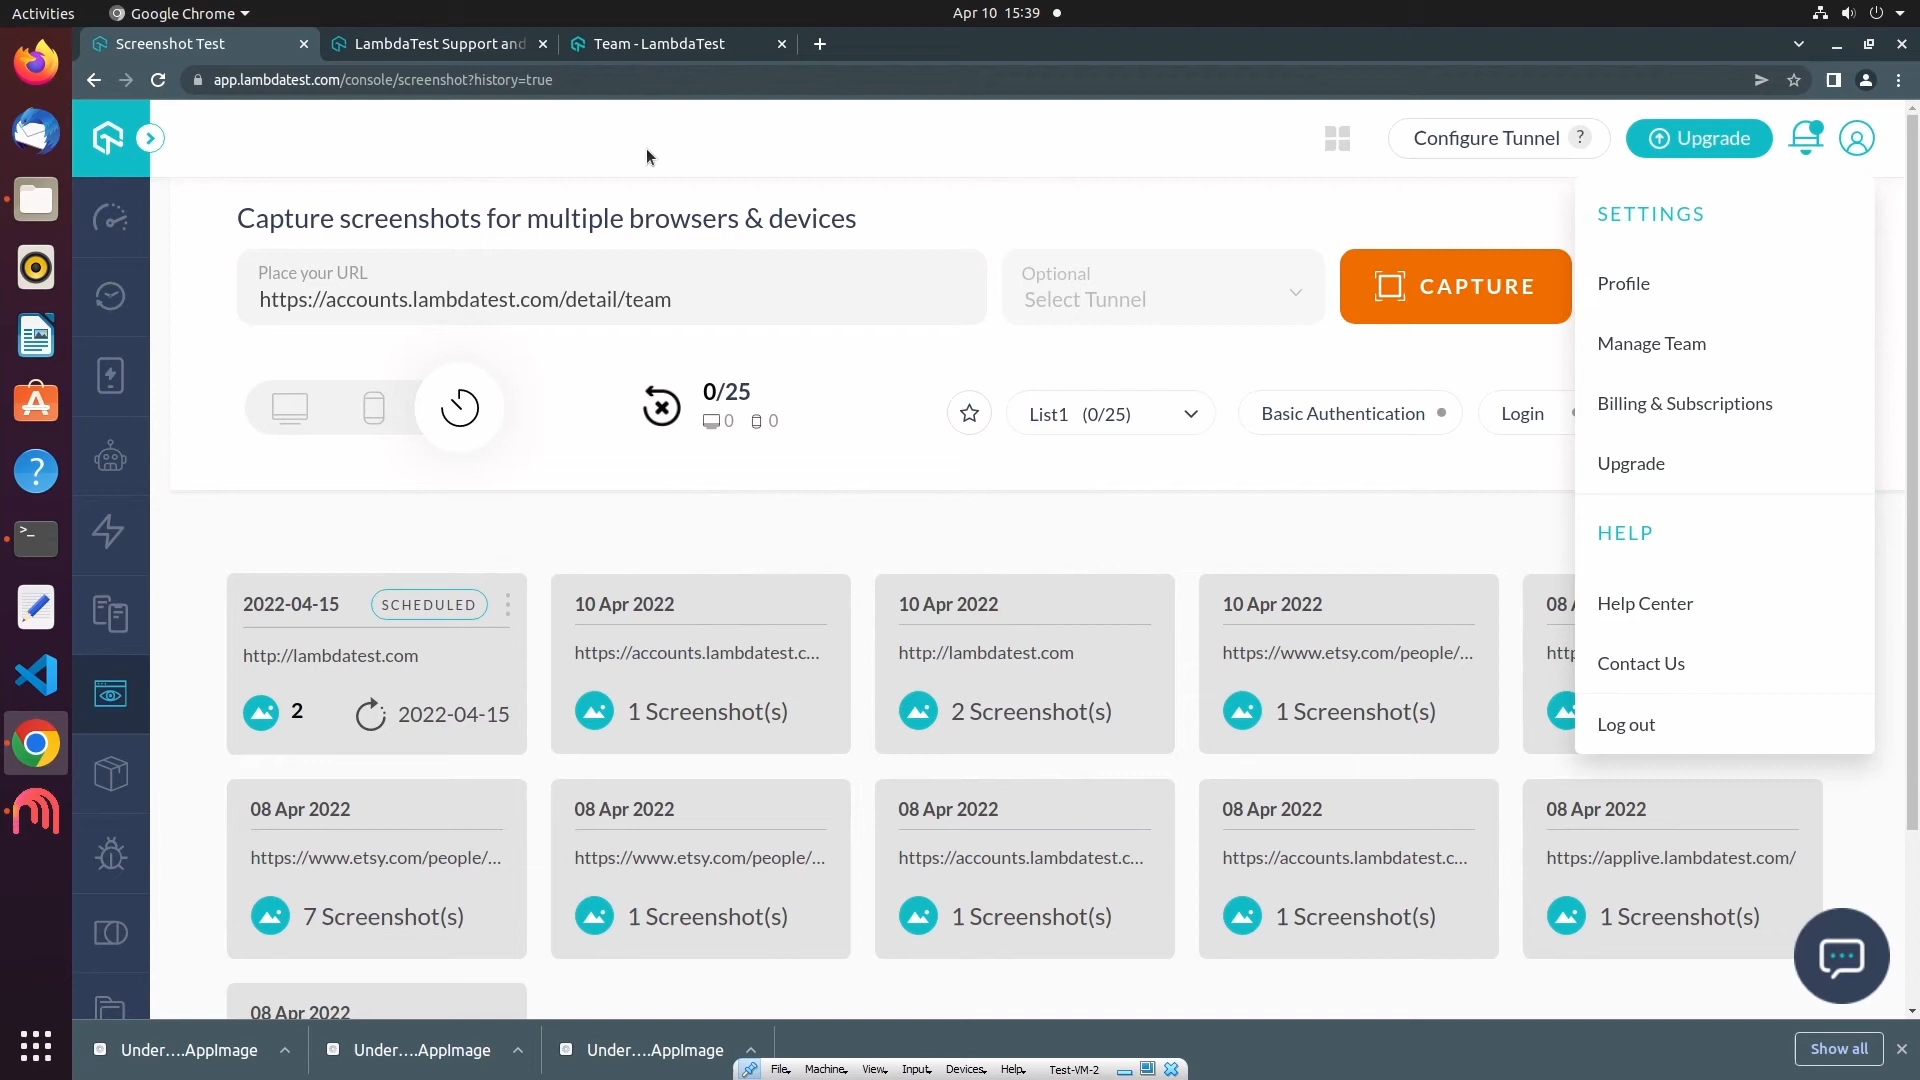 Activities
Google Chrome
Apr 10 15:39
Screenshot Test
LambdaTest Support and
Team - LambdaTest
app.lambdatest.com/console/screenshot?history=true
Configure Tunnel ?
Upgrade
Capture screenshots for multiple browsers & devices
Place your URL
https://accounts.lambdatest.com/detail/team
Optional
Select Tunnel
CAPTURE
0/25
0 0
List1 (0/25)
Basic Authentication
Login
SETTINGS
Profile
Manage Team
Billing & Subscriptions
Upgrade
HELP
Help Center
Contact Us
Log out
2022-04-15 SCHEDULED
http://lambdatest.com
2 2022-04-15
10 Apr 2022
https://accounts.lambdatest.c...
1 Screenshot(s)
10 Apr 2022
http://lambdatest.com
2 Screenshot(s)
10 Apr 2022
https://www.etsy.com/people/...
1 Screenshot(s)
08 A
http
08 Apr 2022
https://www.etsy.com/people/...
7 Screenshot(s)
08 Apr 2022
https://www.etsy.com/people/...
1 Screenshot(s)
08 Apr 2022
https://accounts.lambdatest.c...
1 Screenshot(s)
08 Apr 2022
https://accounts.lambdatest.c...
1 Screenshot(s)
08 Apr 2022
https://applive.lambdatest.com/
1 Screenshot(s)
08 Apr 2022
Under....AppImage
Under....AppImage
Under....AppImage
Show all
File Machine View Input Devices Help Test-VM-2